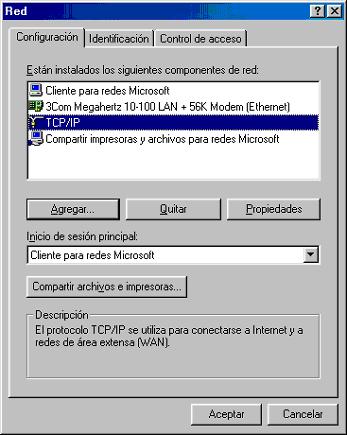 Red
Configuración Identificación Control de acceso
Están instalados los siguientes componentes de red:
Cliente para redes Microsoft
3Com Megahertz 10-100 LAN + 56K Modem (Ethernet)
TCP/IP
Compartir impresoras y archivos para redes Microsoft
Agregar... Quitar Propiedades
Inicio de sesión principal:
Cliente para redes Microsoft
Compartir archivos e impresoras...
Descripción
El protocolo TCP/IP se utiliza para conectarse a Internet y a
redes de área extensa (WAN).
Aceptar Cancelar